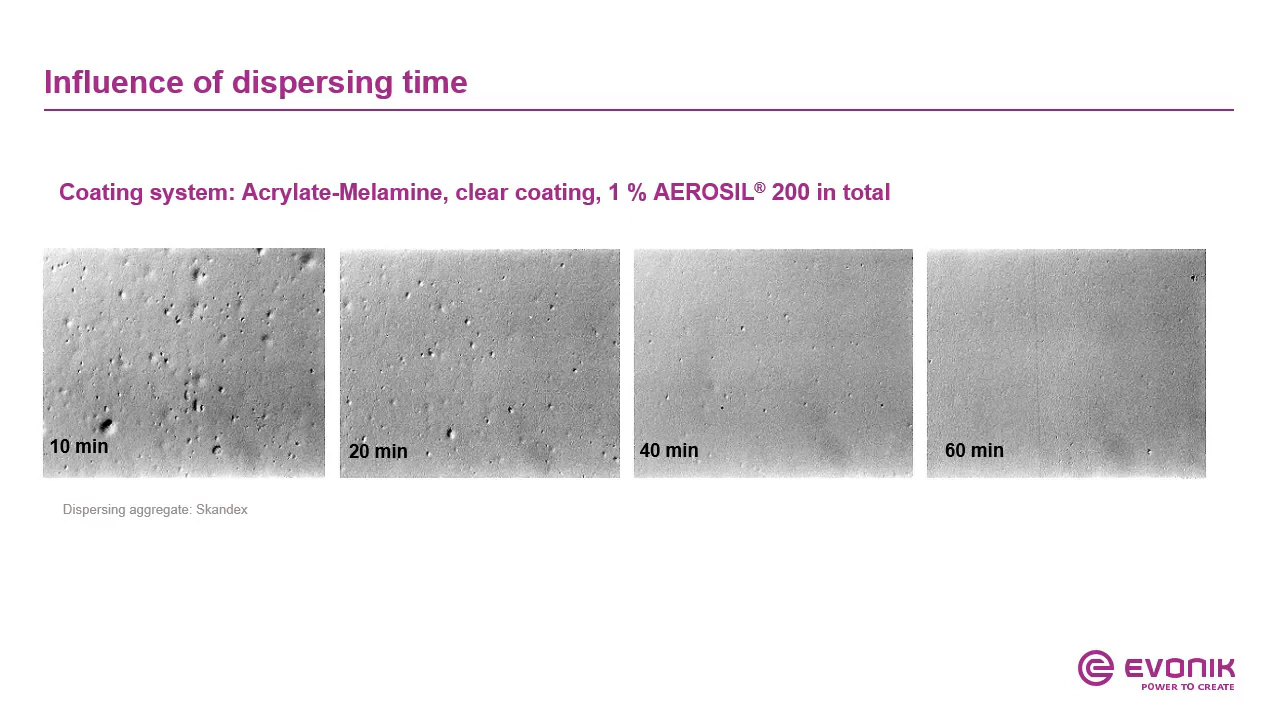 Influence of dispersing time
Coating system: Acrylate-Melamine, clear coating, 1 % AEROSIL® 200 in total
10 min
20 min
40 min
60 min
Dispersing aggregate: Skandex
EVONIK
POWER TO CREATE